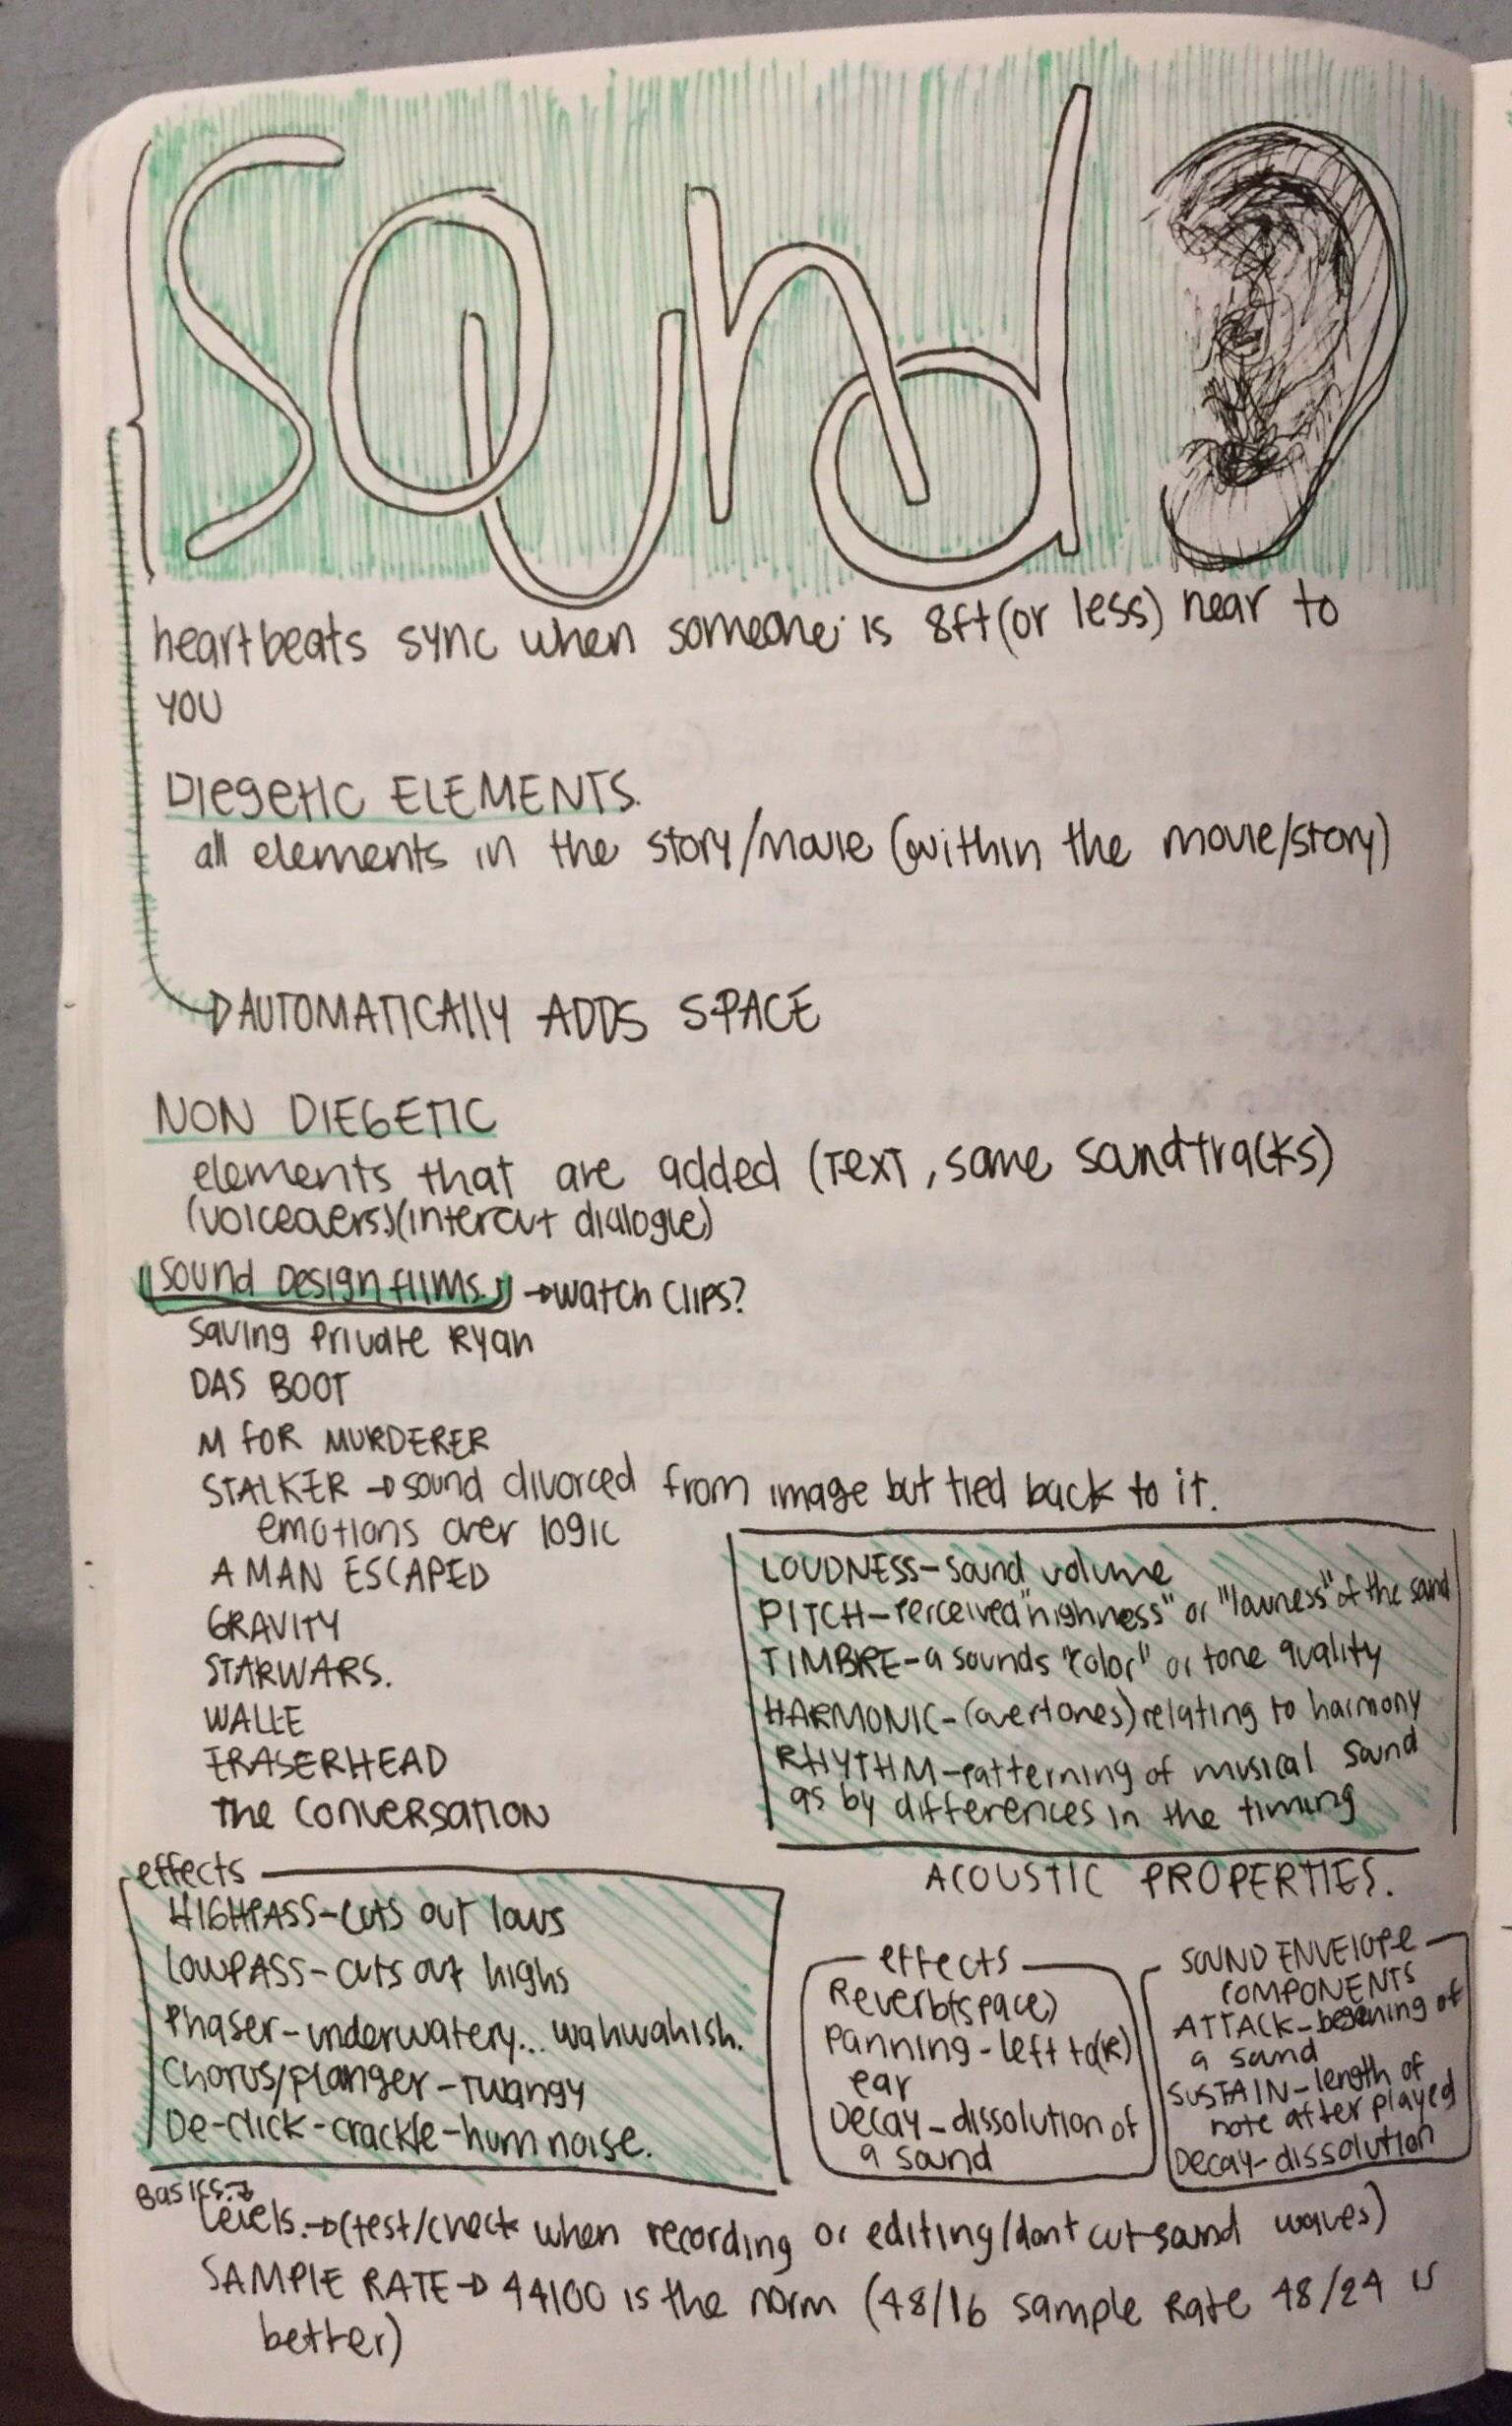 Sound
heartbeats sync when someone is 8ft (or less) near to
you
Diegetic ELEMENTS.
all elements in the story/movie (within the movie/story)
AUTOMATICALLY ADDS SPACE
NON DIEGETIC
elements that are added (TEXT, some soundtracks)
(voiceovers)(intercut dialogue)
Sound Design films. → watch clips?
Saving Private Ryan
DAS BOOT
M FOR MURDERER
STALKER → sound divorced from image but tied back to it.
emotions over logic
A MAN ESCAPED
GRAVITY
STARWARS.
WALLE
ERASERHEAD
The Conversation
LOUDNESS - sound volume
PITCH - Perceived "highness" or "lowness" of the sound
TIMBRE - a sounds "color" or tone quality
HARMONIC - (overtones) relating to harmony
RHYTHM - patterning of musical sound
as by differences in the timing
ACOUSTIC PROPERTIES.
effects
HIGHPASS - cuts out lows
LOWPASS - cuts out highs
Phaser - underwatery... wahwahish.
Chorus/flanger - Twangy
De-click - crackle - hum noise.
effects
Reverb (space)
Panning - left to (R)
ear
Decay - dissolution of
a sound
SOUND ENVELOPE
COMPONENTS
ATTACK - of
a sound
SUSTAIN - length of
note after played
Decay - dissolution
Basics →
Levels. → (test/check when recording or editing/dont cut sound waves)
SAMPLE RATE → 44100 is the norm (48/16 sample Rate 48/24 is
better)